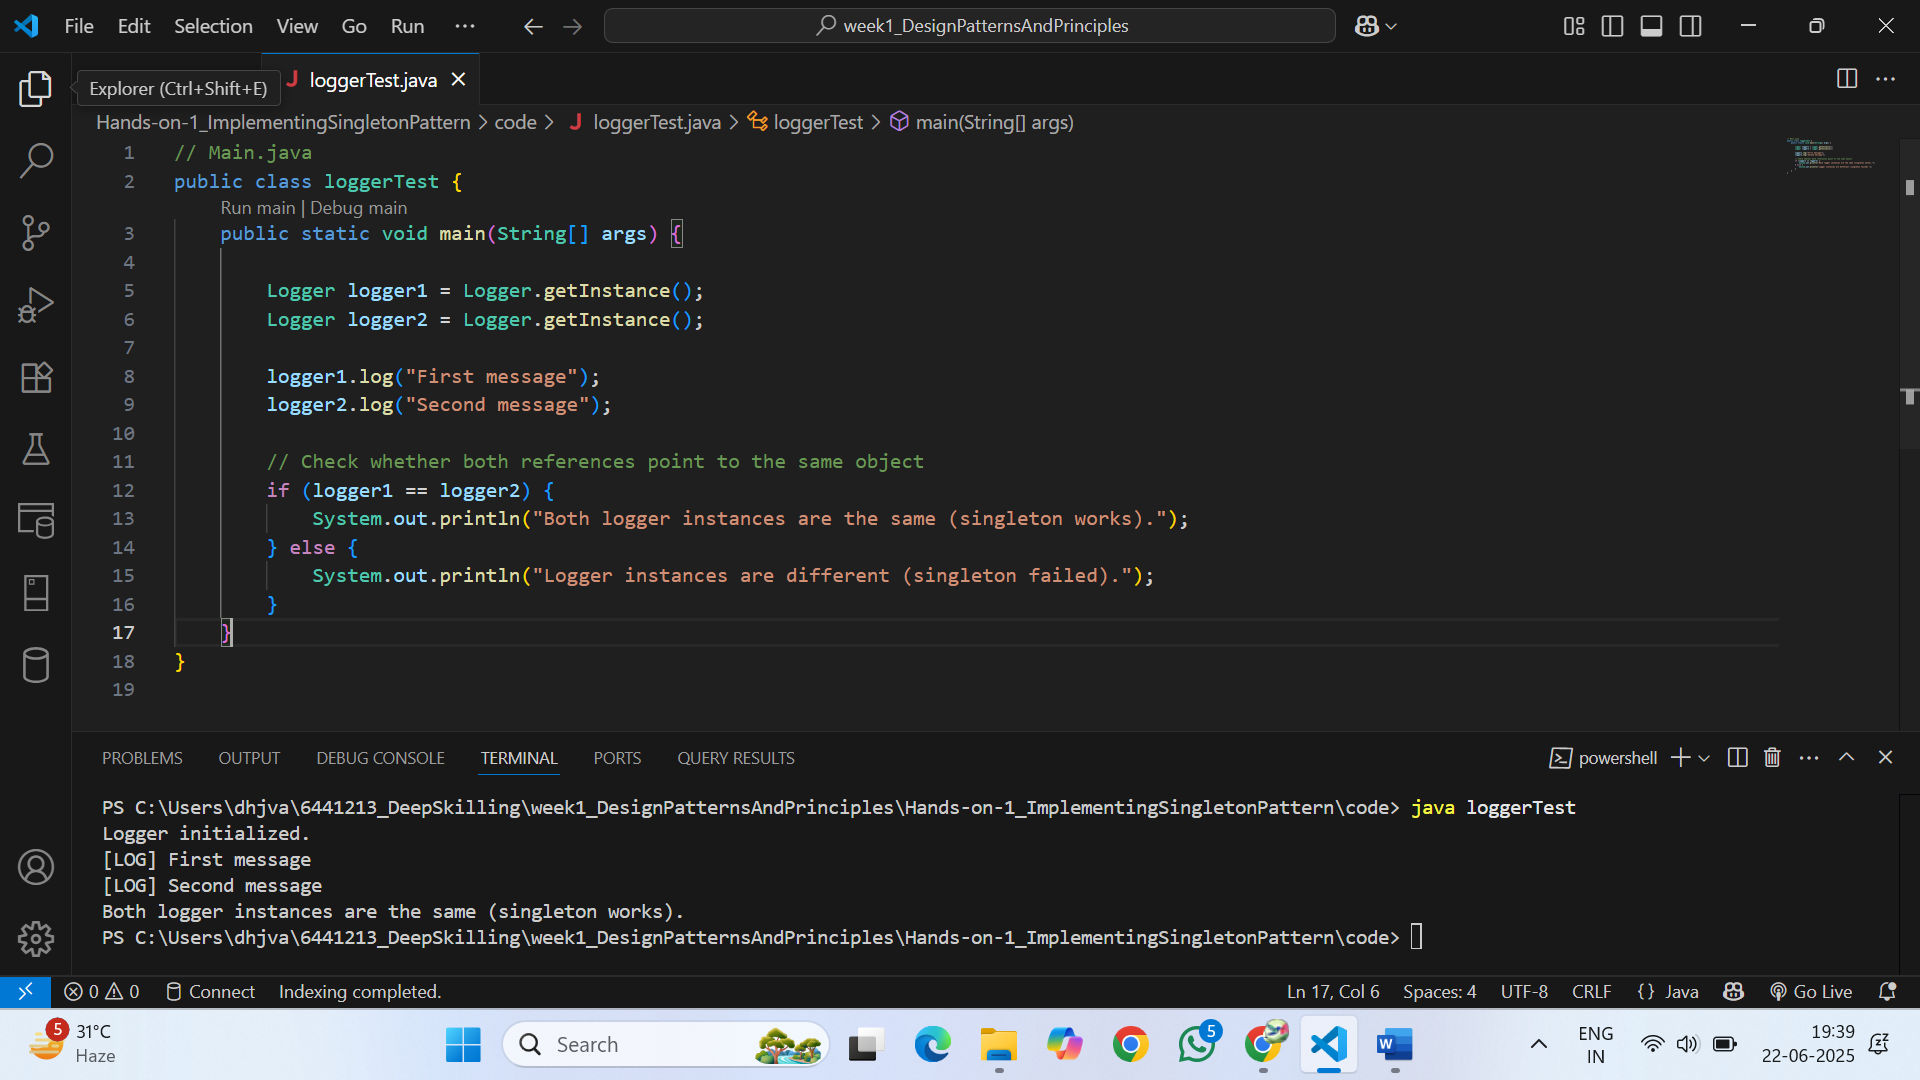 File Edit Selection View Go Run ··· week1_DesignPatternsAndPrinciples
Explorer (Ctrl+Shift+E)
J loggerTest.java
Hands-on-1_ImplementingSingletonPattern > code > J loggerTest.java > loggerTest > main(String[] args)
1 // Main.java
2 public class loggerTest {
Run main | Debug main
3 public static void main(String[] args) {
4
5 Logger logger1 = Logger.getInstance();
6 Logger logger2 = Logger.getInstance();
7
8 logger1.log("First message");
9 logger2.log("Second message");
10
11 // Check whether both references point to the same object
12 if (logger1 == logger2) {
13 System.out.println("Both logger instances are the same (singleton works).");
14 } else {
15 System.out.println("Logger instances are different (singleton failed).");
16 }
17 }
18 }
19
PROBLEMS OUTPUT DEBUG CONSOLE TERMINAL PORTS QUERY RESULTS powershell
PS C:\Users\dhjva\6441213_DeepSkilling\week1_DesignPatternsAndPrinciples\Hands-on-1_ImplementingSingletonPattern\code> java loggerTest
Logger initialized.
[LOG] First message
[LOG] Second message
Both logger instances are the same (singleton works).
PS C:\Users\dhjva\6441213_DeepSkilling\week1_DesignPatternsAndPrinciples\Hands-on-1_ImplementingSingletonPattern\code>
0 0 Connect Indexing completed. Ln 17, Col 6 Spaces: 4 UTF-8 CRLF {} Java Go Live
5 31°C
Haze
Search
5
W
ENG
IN
19:39
22-06-2025